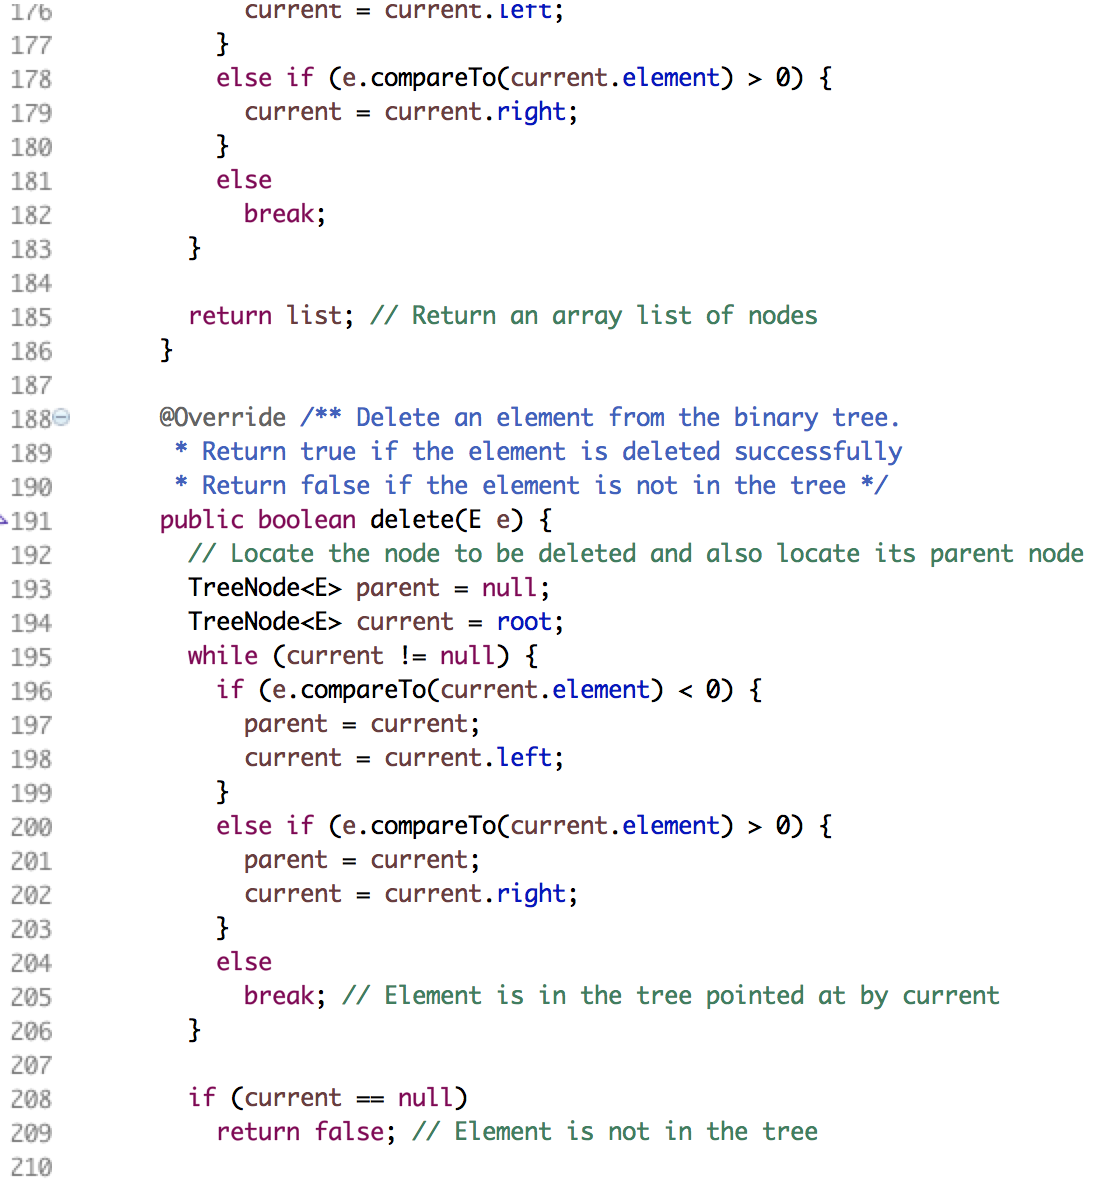 176 current = current.left;
177 }
178 else if (e.compareTo(current.element) > 0) {
179 current = current.right;
180 }
181 else
182 break;
183 }
184
185 return list; // Return an array list of nodes
186 }
187
188 @Override /** Delete an element from the binary tree.
189 * Return true if the element is deleted successfully
190 * Return false if the element is not in the tree */
191 public boolean delete(E e) {
192 // Locate the node to be deleted and also locate its parent node
193 TreeNode<E> parent = null;
194 TreeNode<E> current = root;
195 while (current != null) {
196 if (e.compareTo(current.element) < 0) {
197 parent = current;
198 current = current.left;
199 }
200 else if (e.compareTo(current.element) > 0) {
201 parent = current;
202 current = current.right;
203 }
204 else
205 break; // Element is in the tree pointed at by current
206 }
207
208 if (current == null)
209 return false; // Element is not in the tree
210